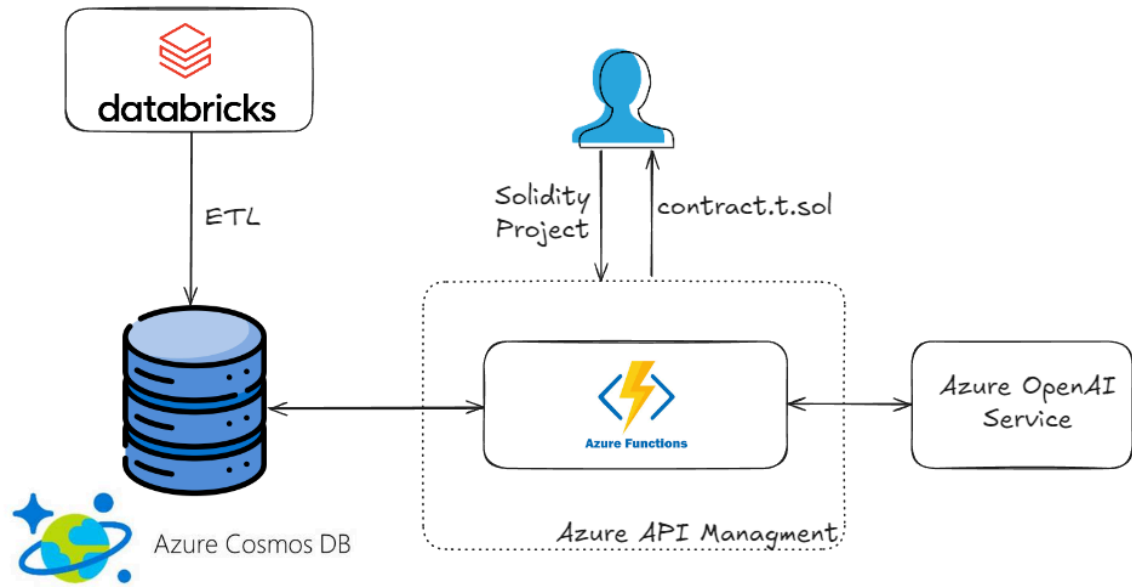 databricks
ETL
Solidity
Project
contract.t.sol
Azure Functions
Azure OpenAI
Service
Azure API Managment
Azure Cosmos DB